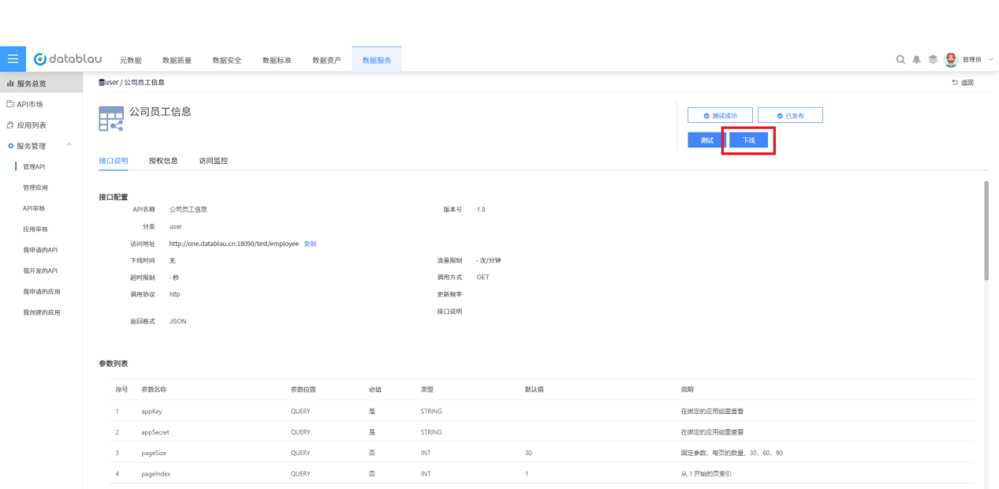 datablau 元数据 数据质量 数据安全 数据标准 数据资产 数据服务 管理员
服务总览
API市场
应用列表
服务管理
管理API
管理应用
API审核
应用审核
我申请的API
我开发的API
我申请的应用
我创建的应用
user / 公司员工信息 返回
公司员工信息
测试成功 已发布
测试 下线
接口说明 授权信息 访问监控
接口配置
API名称 公司员工信息 版本号 1.0
分类 user
访问地址 http://one.datablau.cn:18090/test/employee 复制
下线时间 无 流量限制 - 次/分钟
超时限制 - 秒 调用方式 GET
调用协议 http 更新频率
接口说明
返回格式 JSON
参数列表
序号 参数名称 参数位置 必填 类型 默认值 说明
1 appKey QUERY 是 STRING 在绑定的应用组里查看
2 appSecret QUERY 是 STRING 在绑定的应用组里查看
3 pageSize QUERY 否 INT 30 固定参数，每页的数量，30，60，90
4 pageIndex QUERY 否 INT 1 从 1 开始的页索引